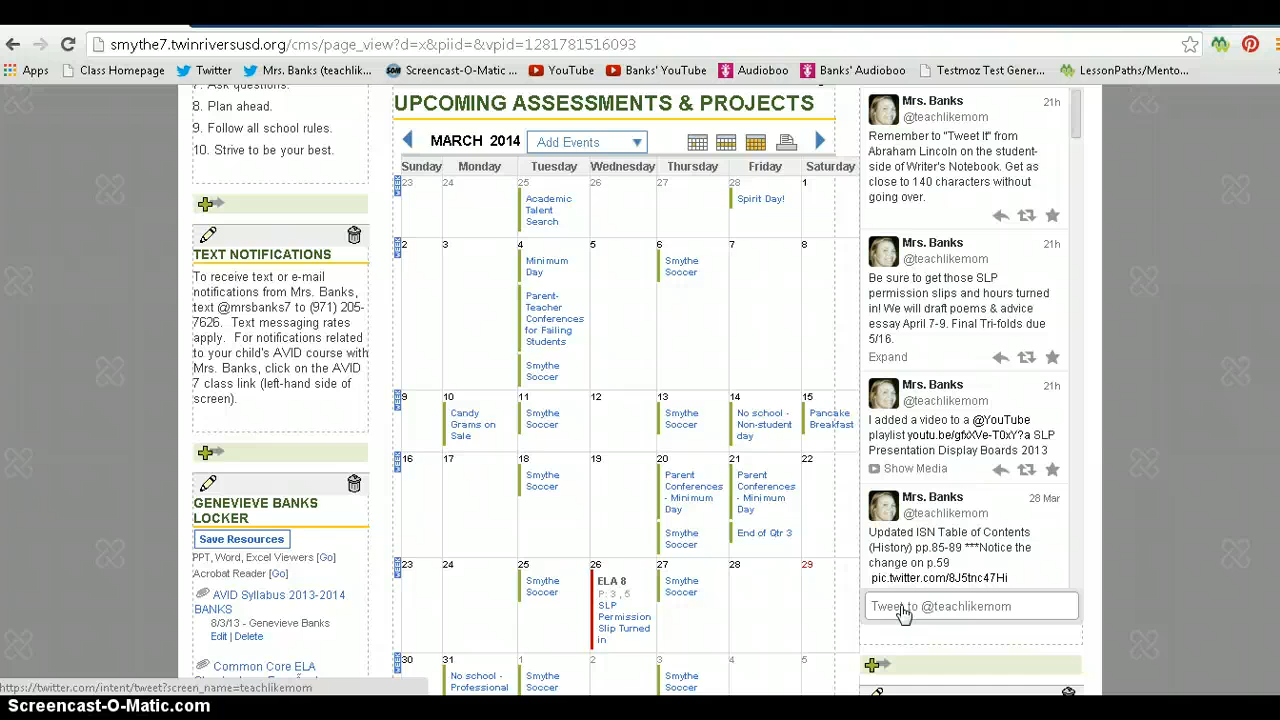 smythe7.twinriversusd.org/cms/page_view?d=x&piid=&vpid=1281781516093
Apps
Class Homepage
Twitter
Mrs. Banks (teachlik...
Screencast-O-Matic ...
YouTube
Banks' YouTube
Audioboo
Banks' Audioboo
Testmoz Test Gener...
LessonPaths/Mento...
7. Ask questions.
8. Plan ahead.
9. Follow all school rules.
10. Strive to be your best.
TEXT NOTIFICATIONS
To receive text or e-mail
notifications from Mrs. Banks,
text @mrsbanks7 to (971) 205-
7626. Text messaging rates
apply. For notifications related
to your child's AVID course with
Mrs. Banks, click on the AVID
7 class link (left-hand side of
screen).
GENEVIEVE BANKS
LOCKER
Save Resources
PPT, Word, Excel Viewers [Go]
Acrobat Reader [Go]
AVID Syllabus 2013-2014
BANKS
8/3/13 - Genevieve Banks
Edit | Delete
Common Core ELA
UPCOMING ASSESSMENTS & PROJECTS
MARCH 2014
Add Events
Sunday Monday Tuesday Wednesday Thursday Friday Saturday
23 24 25 26 27 28 1
Academic
Talent
Search
Spirit Day!
2 3 4 5 6 7 8
Minimum
Day
Parent-
Teacher
Conferences
for Failing
Students
Smythe
Soccer
Smythe
Soccer
9 10 11 12 13 14 15
Candy
Grams on
Sale
Smythe
Soccer
Smythe
Soccer
No school -
Non-student
day
Pancake
Breakfast
16 17 18 19 20 21 22
Smythe
Soccer
Parent
Conferences
- Minimum
Day
Smythe
Soccer
Parent
Conferences
- Minimum
Day
End of Qtr 3
23 24 25 26 27 28 29
Smythe
Soccer
ELA 8
P: 3 , 5
SLP
Permission
Slip Turned
in
Smythe
Soccer
30 31 1 2 3 4 5
No school -
Professional
Smythe
Soccer
Smythe
Soccer
Mrs. Banks 21h
@teachlikemom
Remember to "Tweet It" from
Abraham Lincoln on the student-
side of Writer's Notebook. Get as
close to 140 characters without
going over.
Mrs. Banks 21h
@teachlikemom
Be sure to get those SLP
permission slips and hours turned
in! We will draft poems & advice
essay April 7-9. Final Tri-folds due
5/16.
Expand
Mrs. Banks 21h
@teachlikemom
I added a video to a @YouTube
playlist youtu.be/gfxXVe-T0xY?a SLP
Presentation Display Boards 2013
Show Media
Mrs. Banks 28 Mar
@teachlikemom
Updated ISN Table of Contents
(History) pp.85-89 ***Notice the
change on p.59
pic.twitter.com/8J5tnc47Hi
Tweet to @teachlikemom
https://twitter.com/intent/tweet?screen_name=teachlikemom
Screencast-O-Matic.com